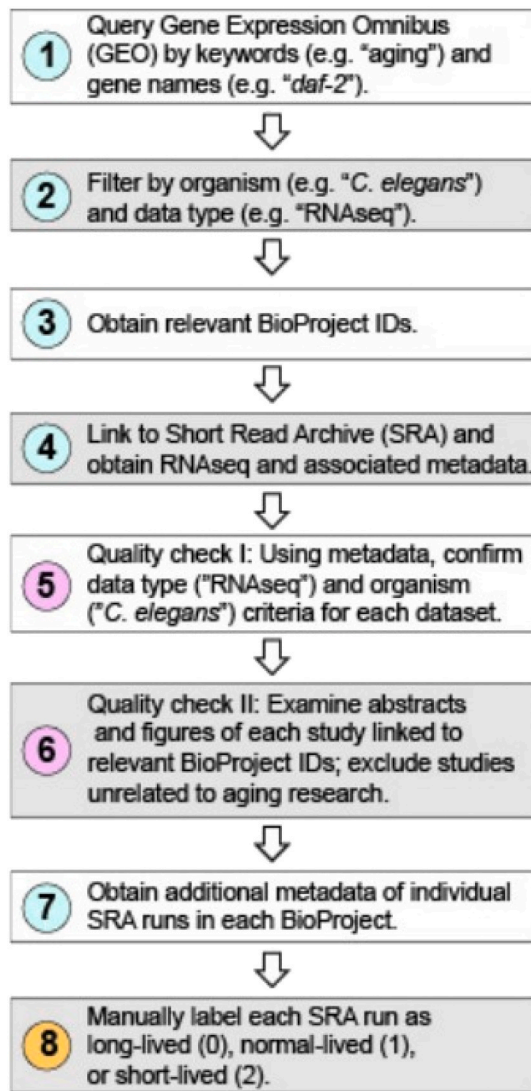 1
Query Gene Expression Omnibus
(GEO) by keywords (e.g. "aging") and
gene names (e.g. "daf-2").
2
Filter by organism (e.g. "C. elegans")
and data type (e.g. "RNAseq").
3
Obtain relevant BioProject IDs.
4
Link to Short Read Archive (SRA) and
obtain RNAseq and associated metadata.
5
Quality check I: Using metadata, confirm
data type ("RNAseq") and organism
("C. elegans") criteria for each dataset.
6
Quality check II: Examine abstracts
and figures of each study linked to
relevant BioProject IDs; exclude studies
unrelated to aging research.
7
Obtain additional metadata of individual
SRA runs in each BioProject.
8
Manually label each SRA run as
long-lived (0), normal-lived (1),
or short-lived (2).